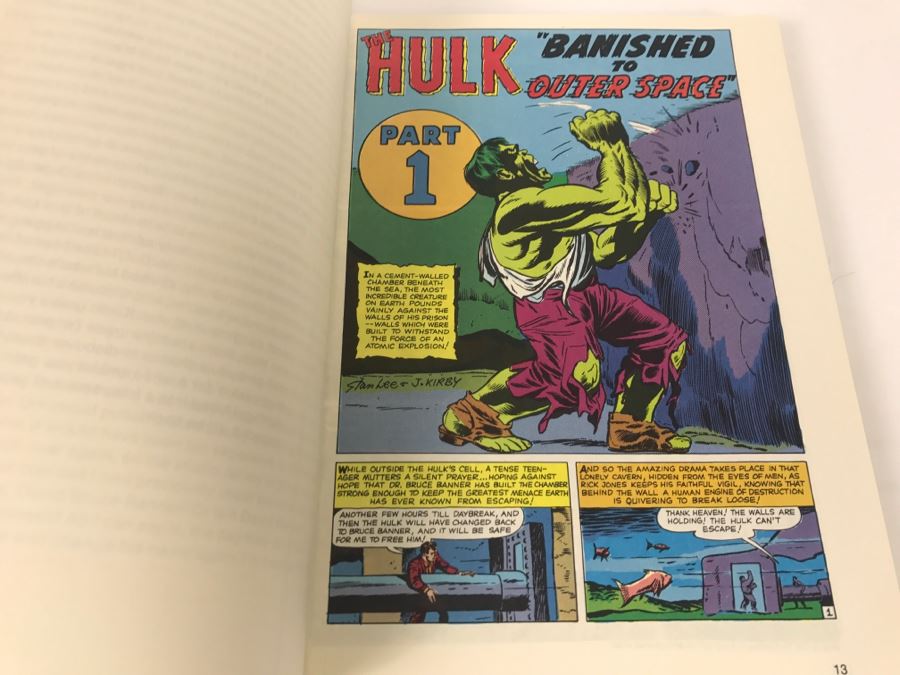 THE
HULK
"BANISHED
TO
OUTER SPACE"
PART
1
IN A CEMENT-WALLED
CHAMBER BENEATH
THE SEA, THE MOST
INCREDIBLE CREATURE
ON EARTH POUNDS
VAINLY AGAINST THE
WALLS OF HIS PRISON
--WALLS WHICH WERE
BUILT TO WITHSTAND
THE FORCE OF AN
ATOMIC EXPLOSION!
Stan Lee + J. KIRBY
WHILE OUTSIDE THE HULK'S CELL, A TENSE TEEN-
AGER MUTTERS A SILENT PRAYER...HOPING AGAINST
HOPE THAT DR. BRUCE BANNER HAS BUILT THE CHAMBER
STRONG ENOUGH TO KEEP THE GREATEST MENACE EARTH
HAS EVER KNOWN FROM ESCAPING!
ANOTHER FEW HOURS TILL DAYBREAK, AND
THEN THE HULK WILL HAVE CHANGED BACK
TO BRUCE BANNER, AND IT WILL BE SAFE
FOR ME TO FREE HIM!
AND SO THE AMAZING DRAMA TAKES PLACE IN THAT
LONELY CAVERN, HIDDEN FROM THE EYES OF MEN, AS
RICK JONES KEEPS HIS FAITHFUL VIGIL, KNOWING THAT
BEHIND THE WALL A HUMAN ENGINE OF DESTRUCTION
IS QUIVERING TO BREAK LOOSE!
THANK HEAVEN! THE WALLS ARE
HOLDING! THE HULK CAN'T
ESCAPE!
1
13